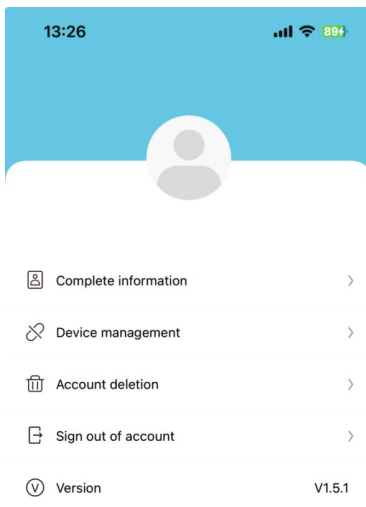 13:26
89
Complete information
Device management
Account deletion
Sign out of account
V
Version
V1.5.1